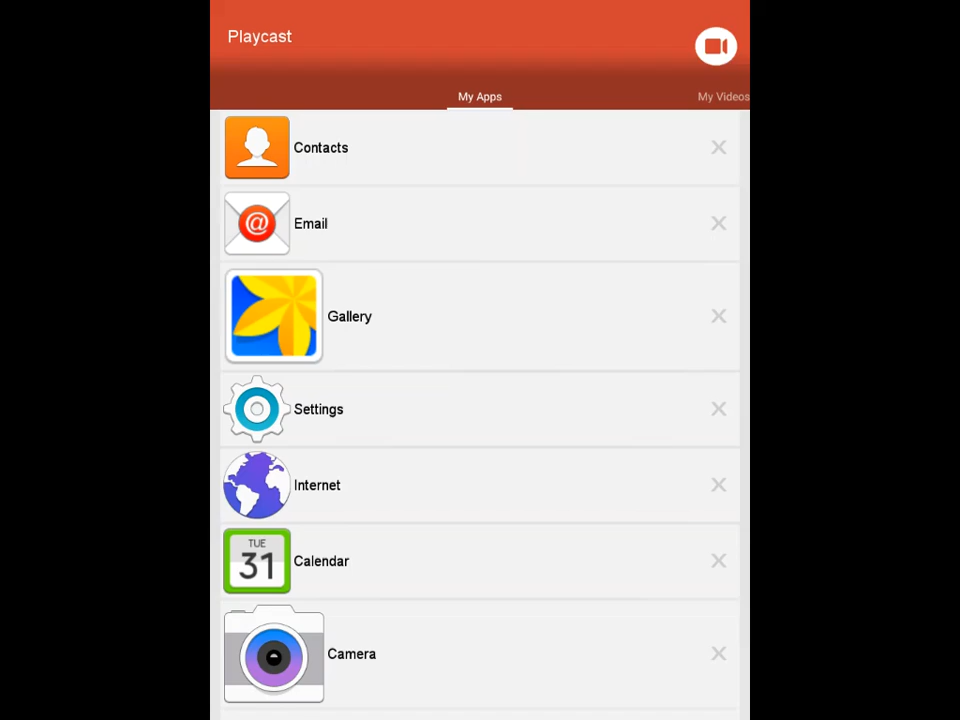 Playcast
My Apps
My Videos
Contacts
@
Email
Gallery
Settings
Internet
TUE
31
Calendar
Camera